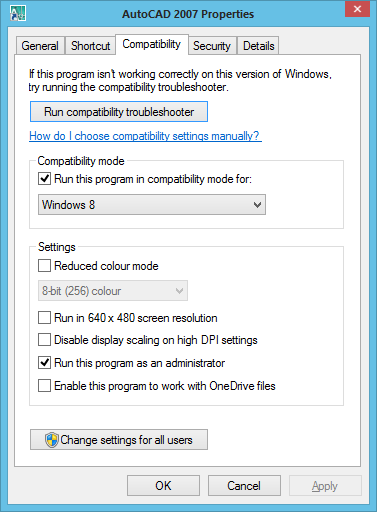 AutoCAD 2007 Properties
General Shortcut Compatibility Security Details
If this program isn't working correctly on this version of Windows,
try running the compatibility troubleshooter.
Run compatibility troubleshooter
How do I choose compatibility settings manually?
Compatibility mode
Run this program in compatibility mode for:
Windows 8
Settings
Reduced colour mode
8-bit (256) colour
Run in 640 x 480 screen resolution
Disable display scaling on high DPI settings
Run this program as an administrator
Enable this program to work with OneDrive files
Change settings for all users
OK Cancel Apply